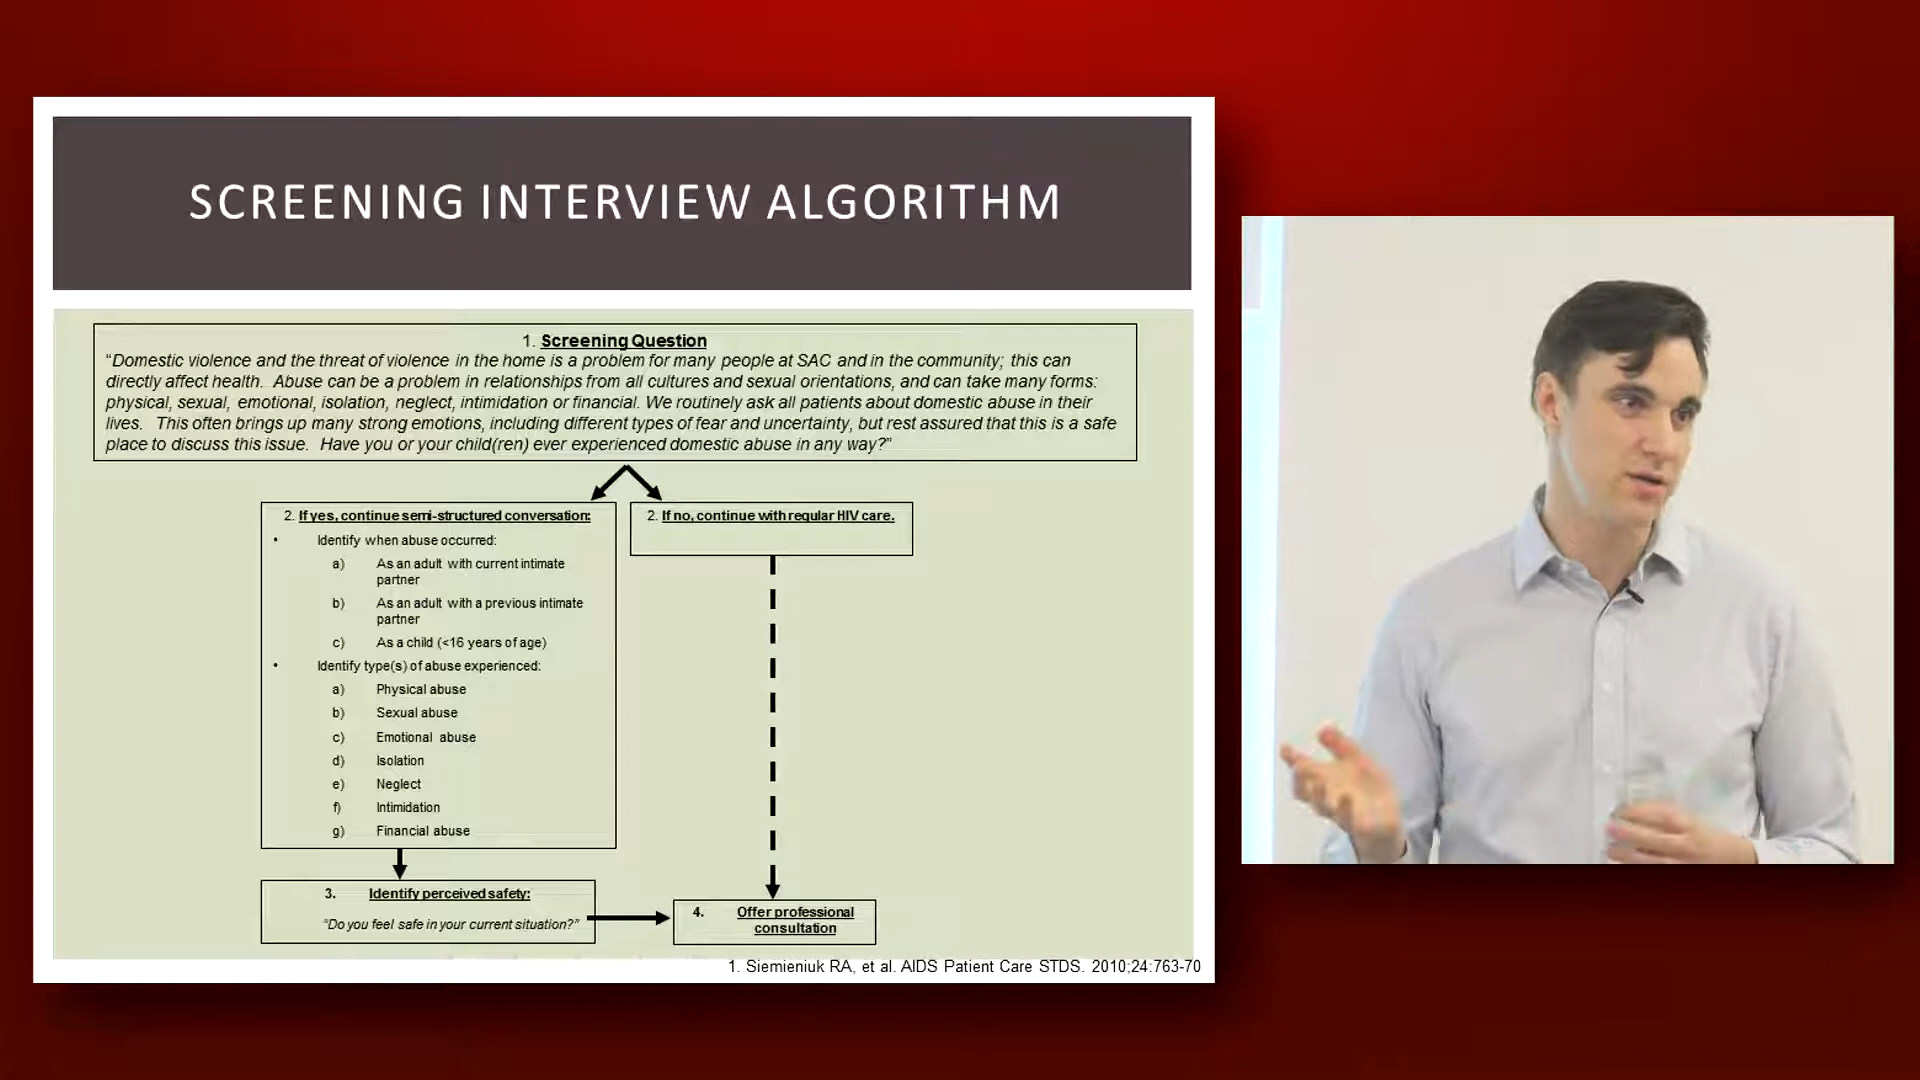 SCREENING INTERVIEW ALGORITHM
1. Screening Question
“Domestic violence and the threat of violence in the home is a problem for many people at SAC and in the community; this can
directly affect health. Abuse can be a problem in relationships from all cultures and sexual orientations, and can take many forms:
physical, sexual, emotional, isolation, neglect, intimidation or financial. We routinely ask all patients about domestic abuse in their
lives. This often brings up many strong emotions, including different types of fear and uncertainty, but rest assured that this is a safe
place to discuss this issue. Have you or your child(ren) ever experienced domestic abuse in any way?”
2. If yes, continue semi-structured conversation:
• Identify when abuse occurred:
a) As an adult with current intimate
partner
b) As an adult with a previous intimate
partner
c) As a child (<16 years of age)
• Identify type(s) of abuse experienced:
a) Physical abuse
b) Sexual abuse
c) Emotional abuse
d) Isolation
e) Neglect
f) Intimidation
g) Financial abuse
2. If no, continue with regular HIV care.
3. Identify perceived safety:
“Do you feel safe in your current situation?”
4. Offer professional
consultation
1. Siemieniuk RA, et al. AIDS Patient Care STDS. 2010;24:763-70